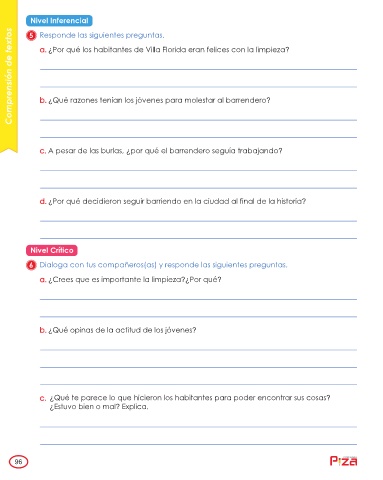 Comprensión de textos
Nivel Inferencial
5 Responde las siguientes preguntas.
a. ¿Por qué los habitantes de Villa Florida eran felices con la limpieza?
b. ¿Qué razones tenían los jóvenes para molestar al barrendero?
c. A pesar de las burlas, ¿por qué el barrendero seguía trabajando?
d. ¿Por qué decidieron seguir barriendo en la ciudad al final de la historia?
Nivel Crítico
6 Dialoga con tus compañeros(as) y responde las siguientes preguntas.
a. ¿Crees que es importante la limpieza?¿Por qué?
b. ¿Qué opinas de la actitud de los jóvenes?
c. ¿Qué te parece lo que hicieron los habitantes para poder encontrar sus cosas?
¿Estuvo bien o mal? Explica.
96